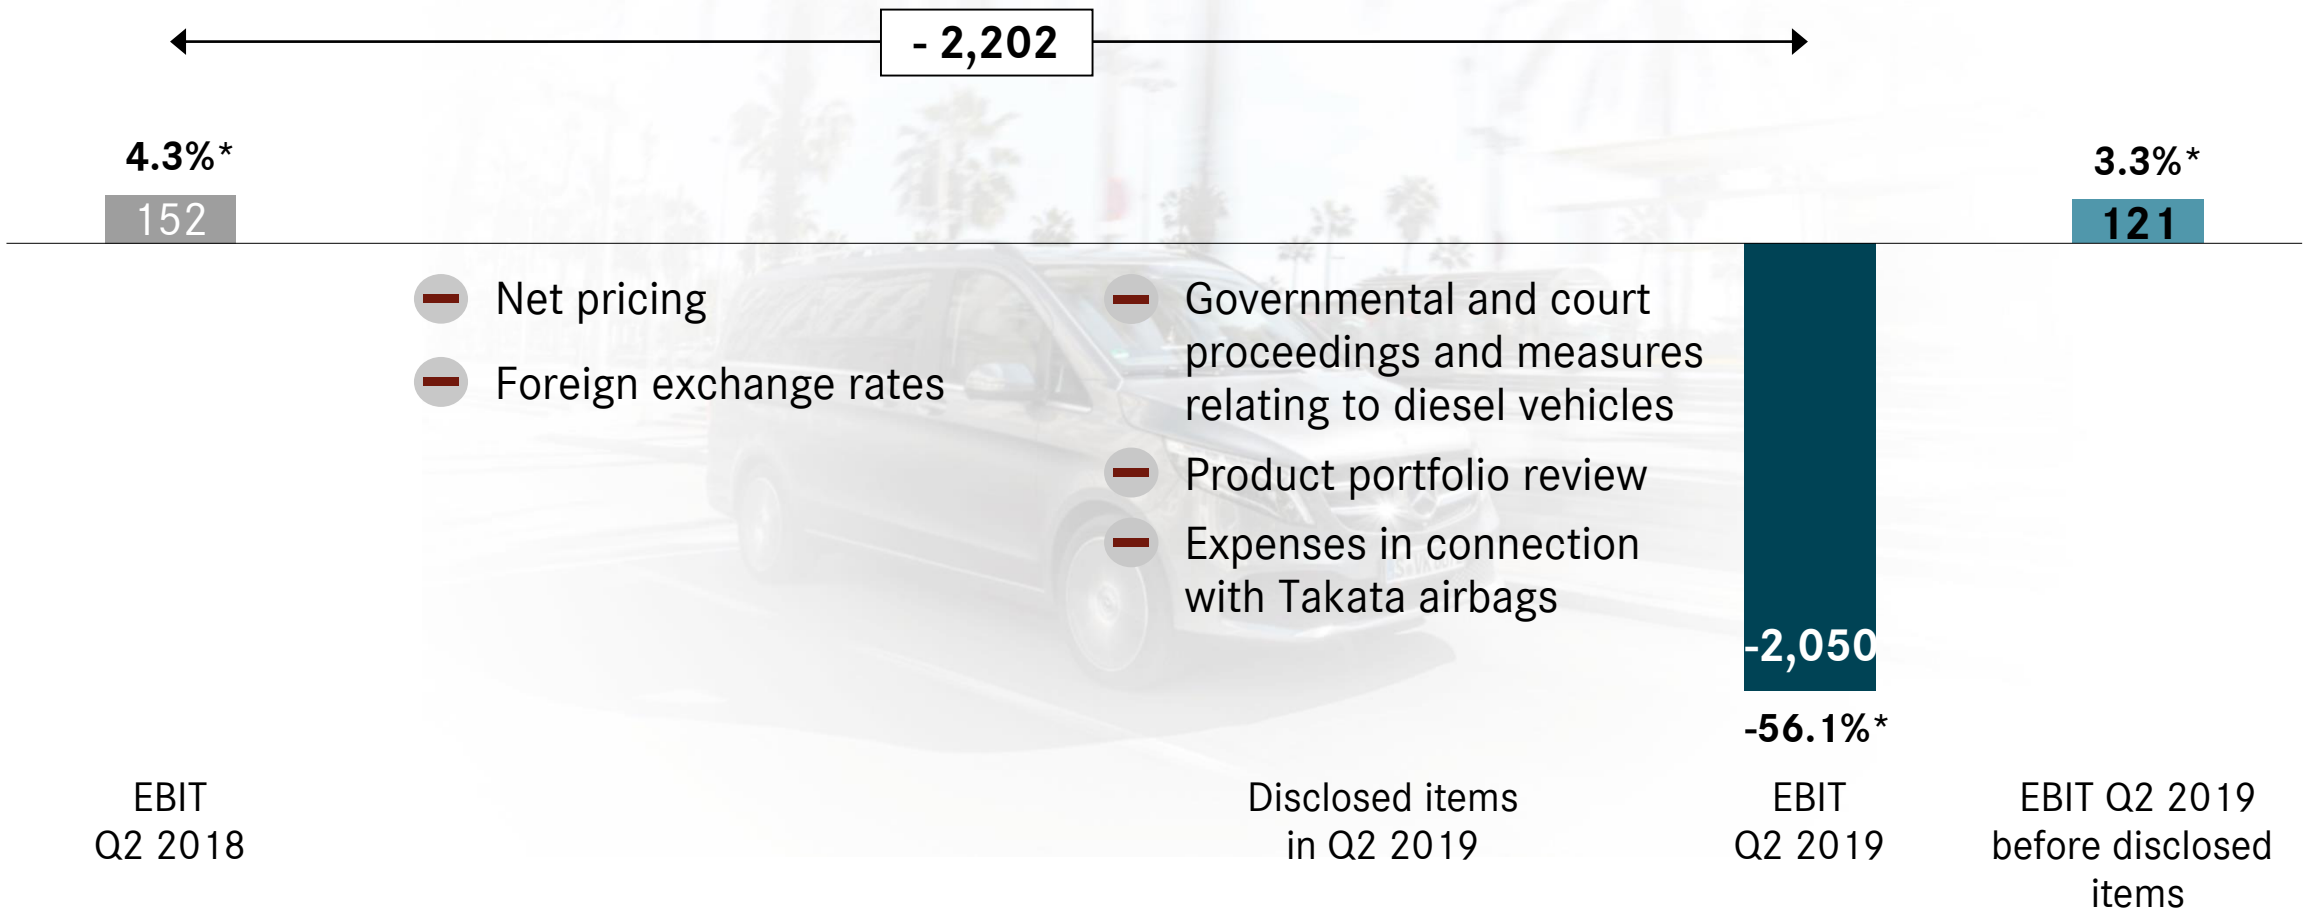 - 2,202
4.3%*
3.3%*
152
121
Net pricing
Foreign exchange rates
Governmental and court
proceedings and measures
relating to diesel vehicles
Product portfolio review
Expenses in connection
with Takata airbags
-2,050
-56.1%*
EBIT
Q2 2018
Disclosed items
in Q2 2019
EBIT
Q2 2019
EBIT Q2 2019
before disclosed
items